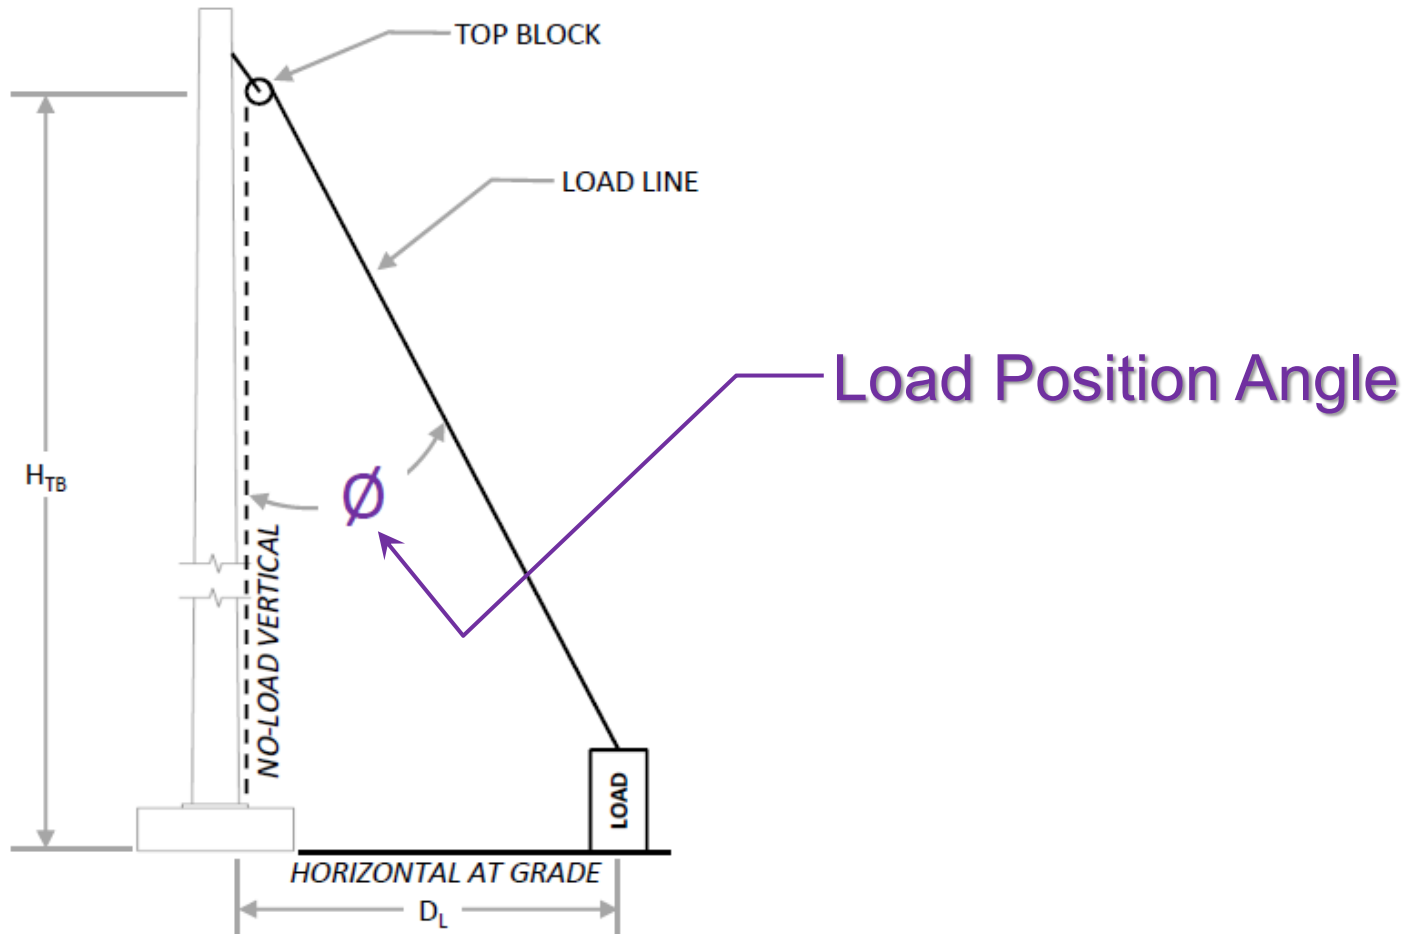 TOP BLOCK
LOAD LINE
Load Position Angle
H_TB
Ø
NO-LOAD VERTICAL
LOAD
HORIZONTAL AT GRADE
D_L